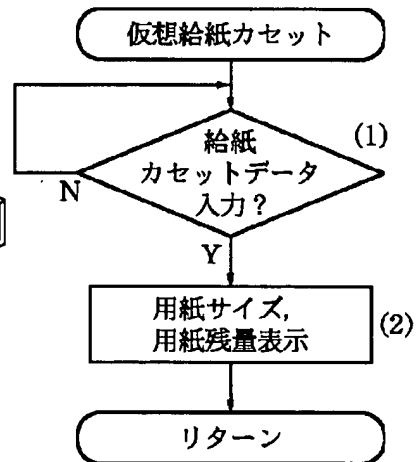 仮想給紙カセット
給紙
カセットデータ
入力？
(1)
N
Y
用紙サイズ,
用紙残量表示
(2)
リターン